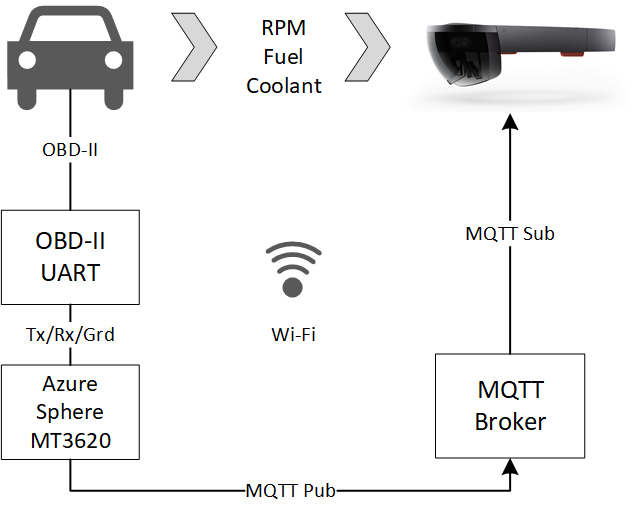 RPM
Fuel
Coolant
OBD-II
OBD-II
UART
Tx/Rx/Grd
Azure
Sphere
MT3620
Wi-Fi
MQTT Sub
MQTT
Broker
MQTT Pub